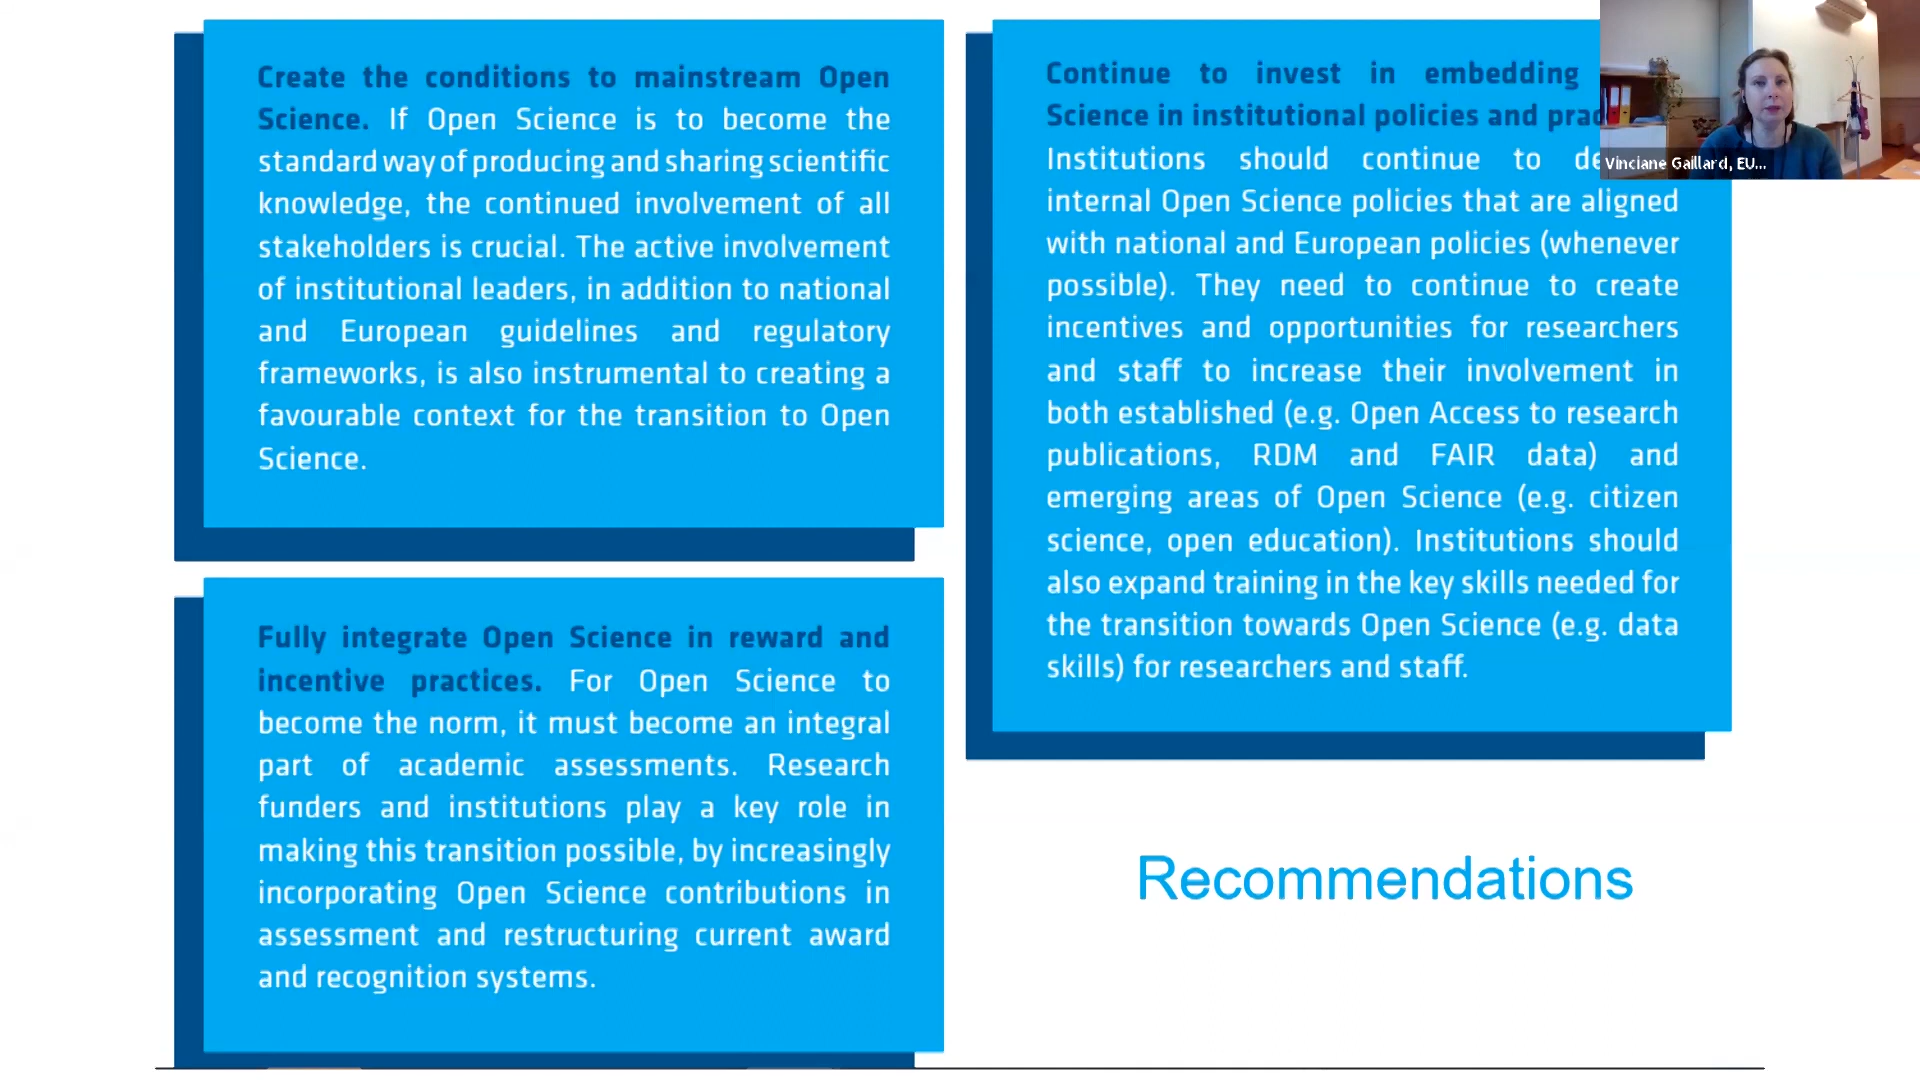 Create the conditions to mainstream Open
Science. If Open Science is to become the
standard way of producing and sharing scientific
knowledge, the continued involvement of all
stakeholders is crucial. The active involvement
of institutional leaders, in addition to national
and European guidelines and regulatory
frameworks, is also instrumental to creating a
favourable context for the transition to Open
Science.
Fully integrate Open Science in reward and
incentive practices. For Open Science to
become the norm, it must become an integral
part of academic assessments. Research
funders and institutions play a key role in
making this transition possible, by increasingly
incorporating Open Science contributions in
assessment and restructuring current award
and recognition systems.
Continue to invest in embedding
Science in institutional policies and
Institutions should continue to
internal Open Science policies that are aligned
with national and European policies (whenever
possible). They need to continue to create
incentives and opportunities for researchers
and staff to increase their involvement in
both established (e.g. Open Access to research
publications, RDM and FAIR data) and
emerging areas of Open Science (e.g. citizen
science, open education). Institutions should
also expand training in the key skills needed for
the transition towards Open Science (e.g. data
skills) for researchers and staff.
Vinciane Gaillard, EU...
Recommendations